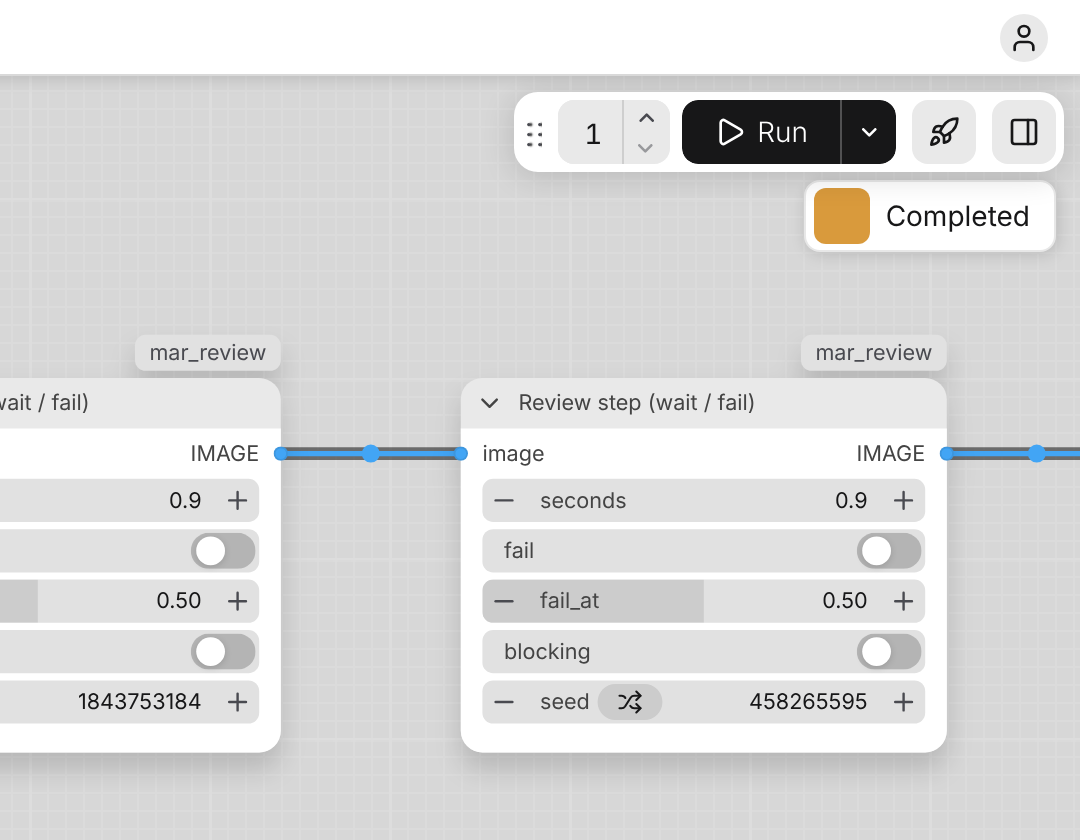 1
Run
Completed
mar_review
mar_review
wait / fail)
Review step (wait / fail)
IMAGE
image
IMAGE
0.9
seconds
0.9
fail
0.50
fail_at
0.50
blocking
1843753184
seed
458265595